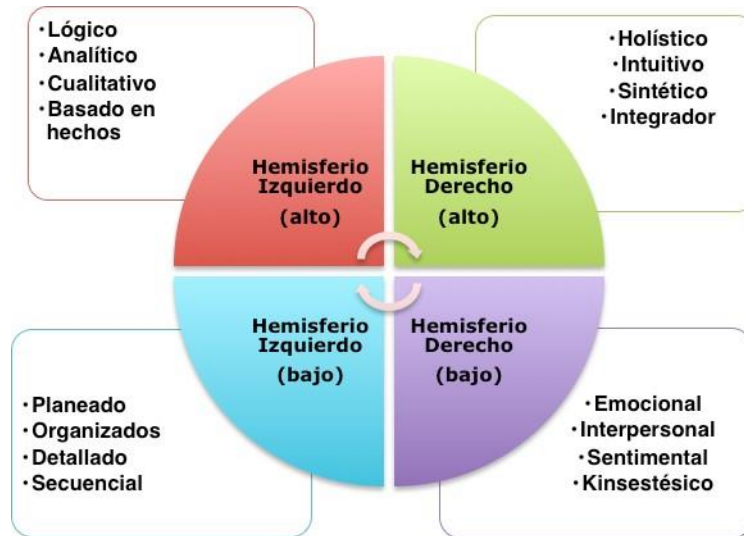 ·Lógico
·Analítico
·Cualitativo
·Basado en
hechos
·Holístico
·Intuitivo
·Sintético
·Integrador
Hemisferio
Izquierdo
(alto)
Hemisferio
Derecho
(alto)
Hemisferio
Izquierdo
(bajo)
Hemisferio
Derecho
(bajo)
·Planeado
·Organizados
·Detallado
·Secuencial
·Emocional
·Interpersonal
·Sentimental
·Kinsestésico